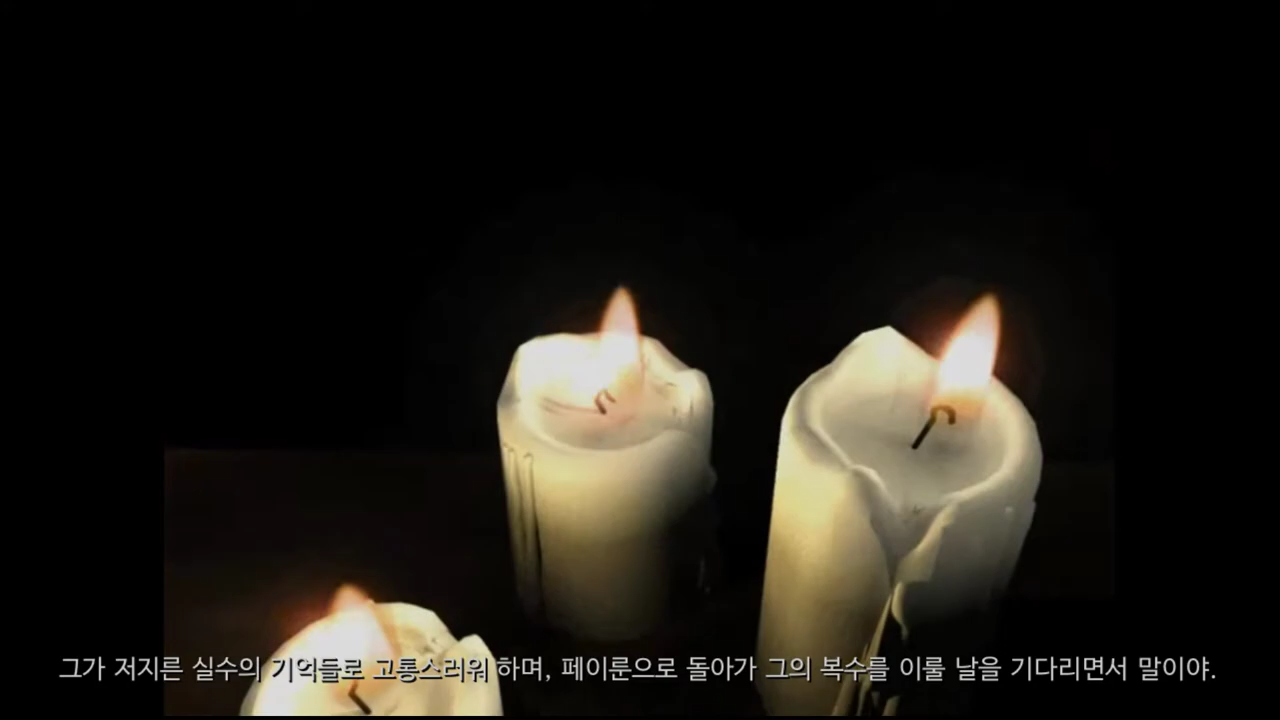 그가 저지른 실수의 기억들로 고통스러워 하며, 페이룬으로 돌아가 그의 복수를 이룰 날을 기다리면서 말이야.